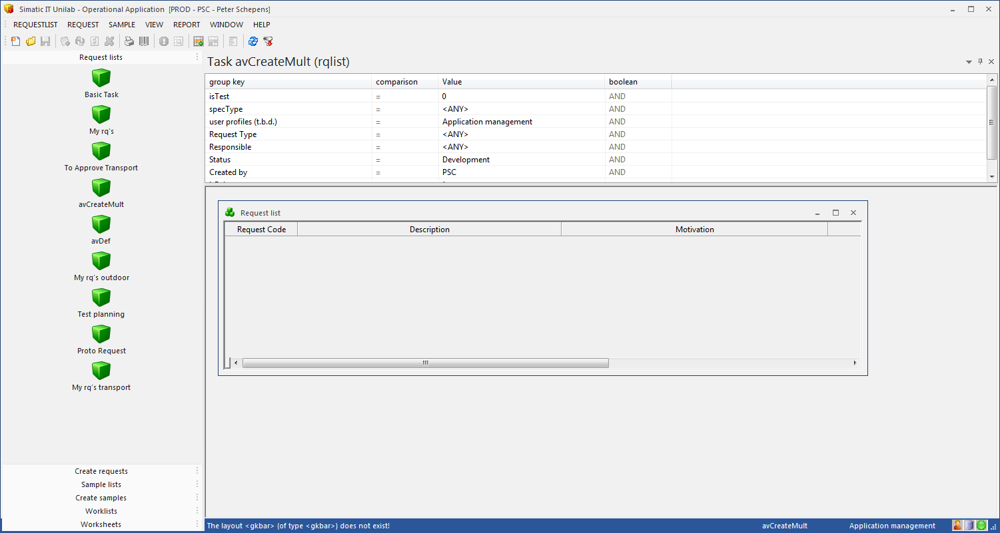 Simatic IT Unilab - Operational Application [PROD - PSC - Peter Schepens]
REQUESTLIST REQUEST SAMPLE VIEW REPORT WINDOW HELP
Request lists
Basic Task
My rq's
To Approve Transport
avCreateMult
avDef
My rq's outdoor
Test planning
Proto Request
My rq's transport
Create requests
Sample lists
Create samples
Worklists
Worksheets
Task avCreateMult (rqlist)
group key comparison Value boolean
isTest = 0 AND
specType = <ANY> AND
user profiles (t.b.d.) = Application management AND
Request Type = <ANY> AND
Responsible = <ANY> AND
Status = Development AND
Created by = PSC AND
Request list
Request Code Description Motivation
The layout <gkbar> (of type <gkbar>) does not exist! avCreateMult Application management